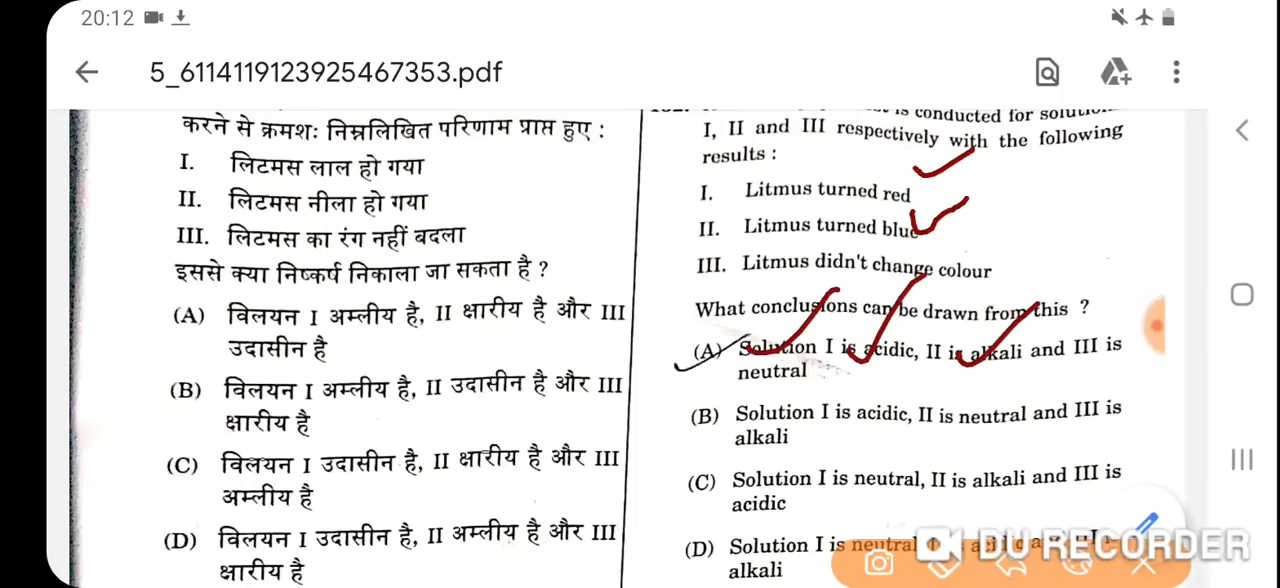 20:12
5_6114119123925467353.pdf
करने से क्रमशः निम्नलिखित परिणाम प्राप्त हुए :
I. लिटमस लाल हो गया
II. लिटमस नीला हो गया
III. लिटमस का रंग नहीं बदला
इससे क्या निष्कर्ष निकाला जा सकता है ?
(A) विलयन I अम्लीय है, II क्षारीय है और III
उदासीन है
(B) विलयन I अम्लीय है, II उदासीन है और III
क्षारीय है
(C) विलयन I उदासीन है, II क्षारीय है और III
अम्लीय है
(D) विलयन I उदासीन है, II अम्लीय है और III
क्षारीय है
is conducted for
I, II and III respectively with the following
results :
I. Litmus turned red
II. Litmus turned blue
III. Litmus didn't change colour
What conclusions can be drawn from this ?
(A) Solution I is acidic, II is alkali and III is
neutral
(B) Solution I is acidic, II is neutral and III is
alkali
(C) Solution I is neutral, II is alkali and III is
acidic
(D) Solution I is neutral
alkali
DU RECORDER